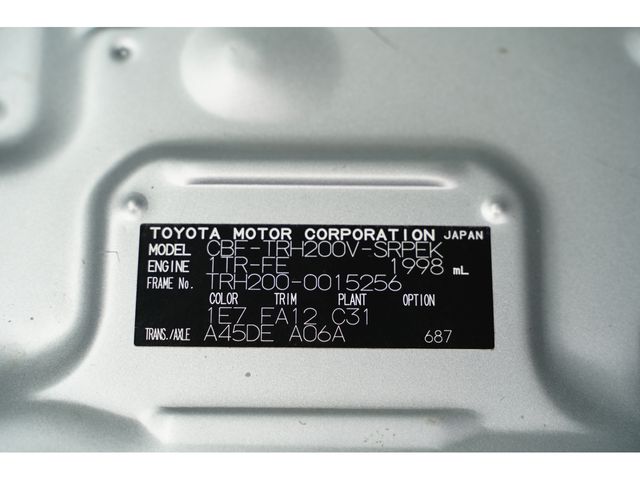 TOYOTA MOTOR CORPORATION JAPAN
MODEL CBF-TRH200V-SRPEK
ENGINE 1TR-FE 1998 mL
FRAME No. TRH200-0015256
COLOR TRIM PLANT OPTION
1E7 FA12 C31
TRANS./AXLE A45DE A06A 687